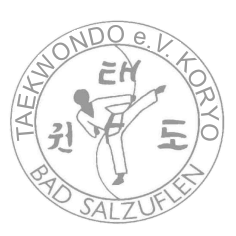 TAEKWONDO e.V. KORYO
태
권 도
BAD SALZUFLEN